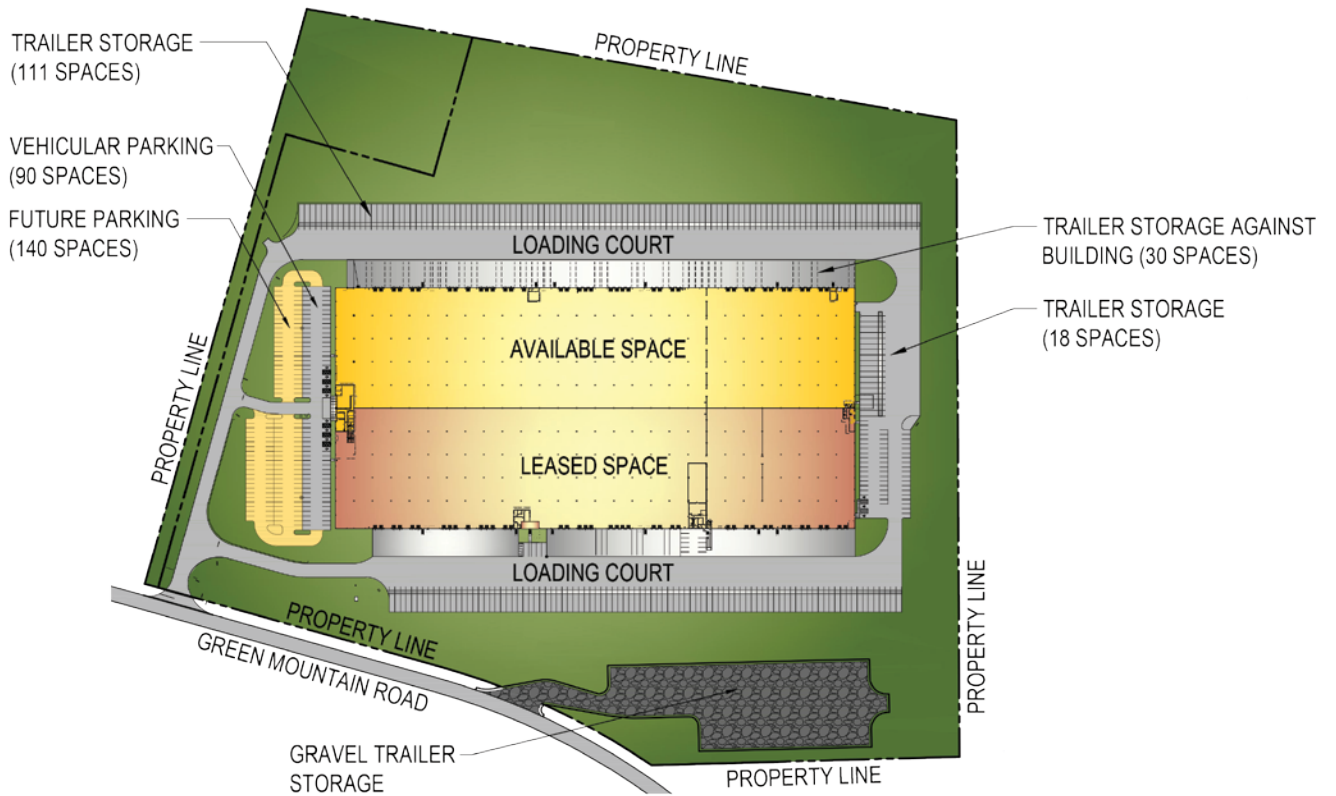 PROPERTY LINE
TRAILER STORAGE
(111 SPACES)
VEHICULAR PARKING
(90 SPACES)
FUTURE PARKING
(140 SPACES)
LOADING COURT
TRAILER STORAGE AGAINST
BUILDING (30 SPACES)
TRAILER STORAGE
(18 SPACES)
AVAILABLE SPACE
PROPERTY LINE
LEASED SPACE
LOADING COURT
PROPERTY LINE
GREEN MOUNTAIN ROAD
PROPERTY LINE
GRAVEL TRAILER
STORAGE
PROPERTY LINE